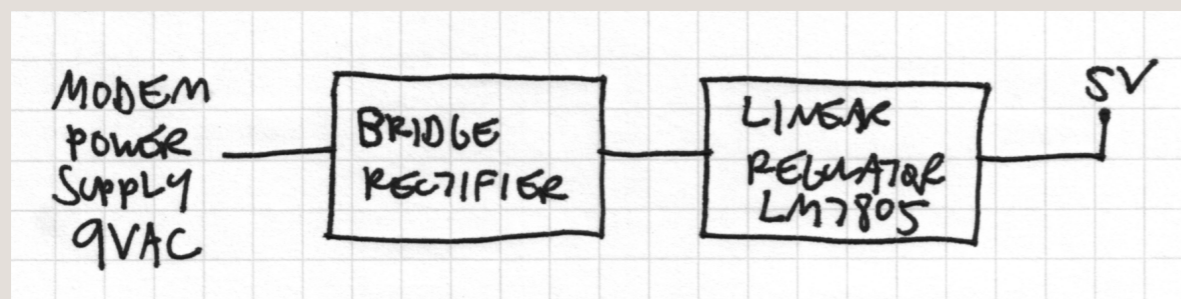 MODEM
POWER
SUPPLY
9VAC
BRIDGE
RECTIFIER
LINEAR
REGULATOR
LM7805
5V